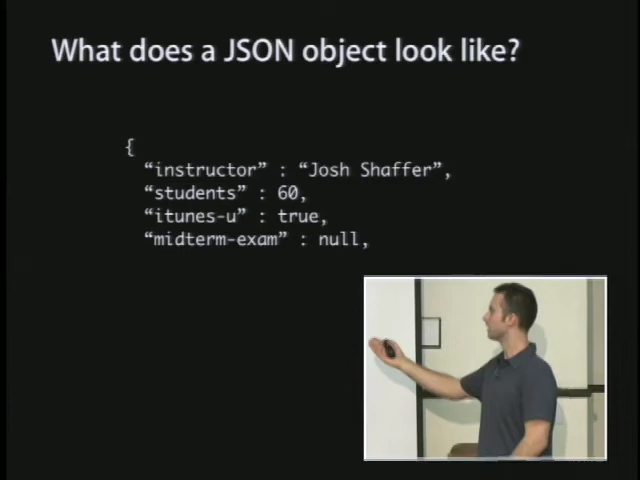 What does a JSON object look like?
{
“instructor” : “Josh Shaffer”,
“students” : 60,
“itunes-u” : true,
“midterm-exam” : null,